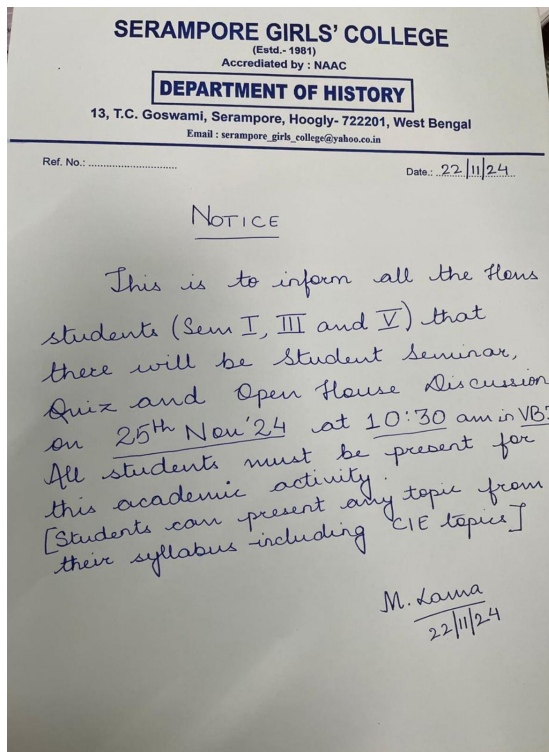 SERAMPORE GIRLS' COLLEGE
(Estd.- 1981)
Accrediated by : NAAC
DEPARTMENT OF HISTORY
13, T.C. Goswami, Serampore, Hoogly- 722201, West Bengal
Email : serampore_girls_college@yahoo.co.in
Ref. No.: ................................
Date.: 22/11/24
NOTICE
This is to inform all the Hons
students (Sem I, III and V) that
there will be Student Seminar,
Quiz and Open House Discussion
on 25th Nov'24 at 10:30 am in
All students must be present for
this academic activity.
[Students can present any topic from
their syllabus including CIE topics]
M. Lama
22/11/24